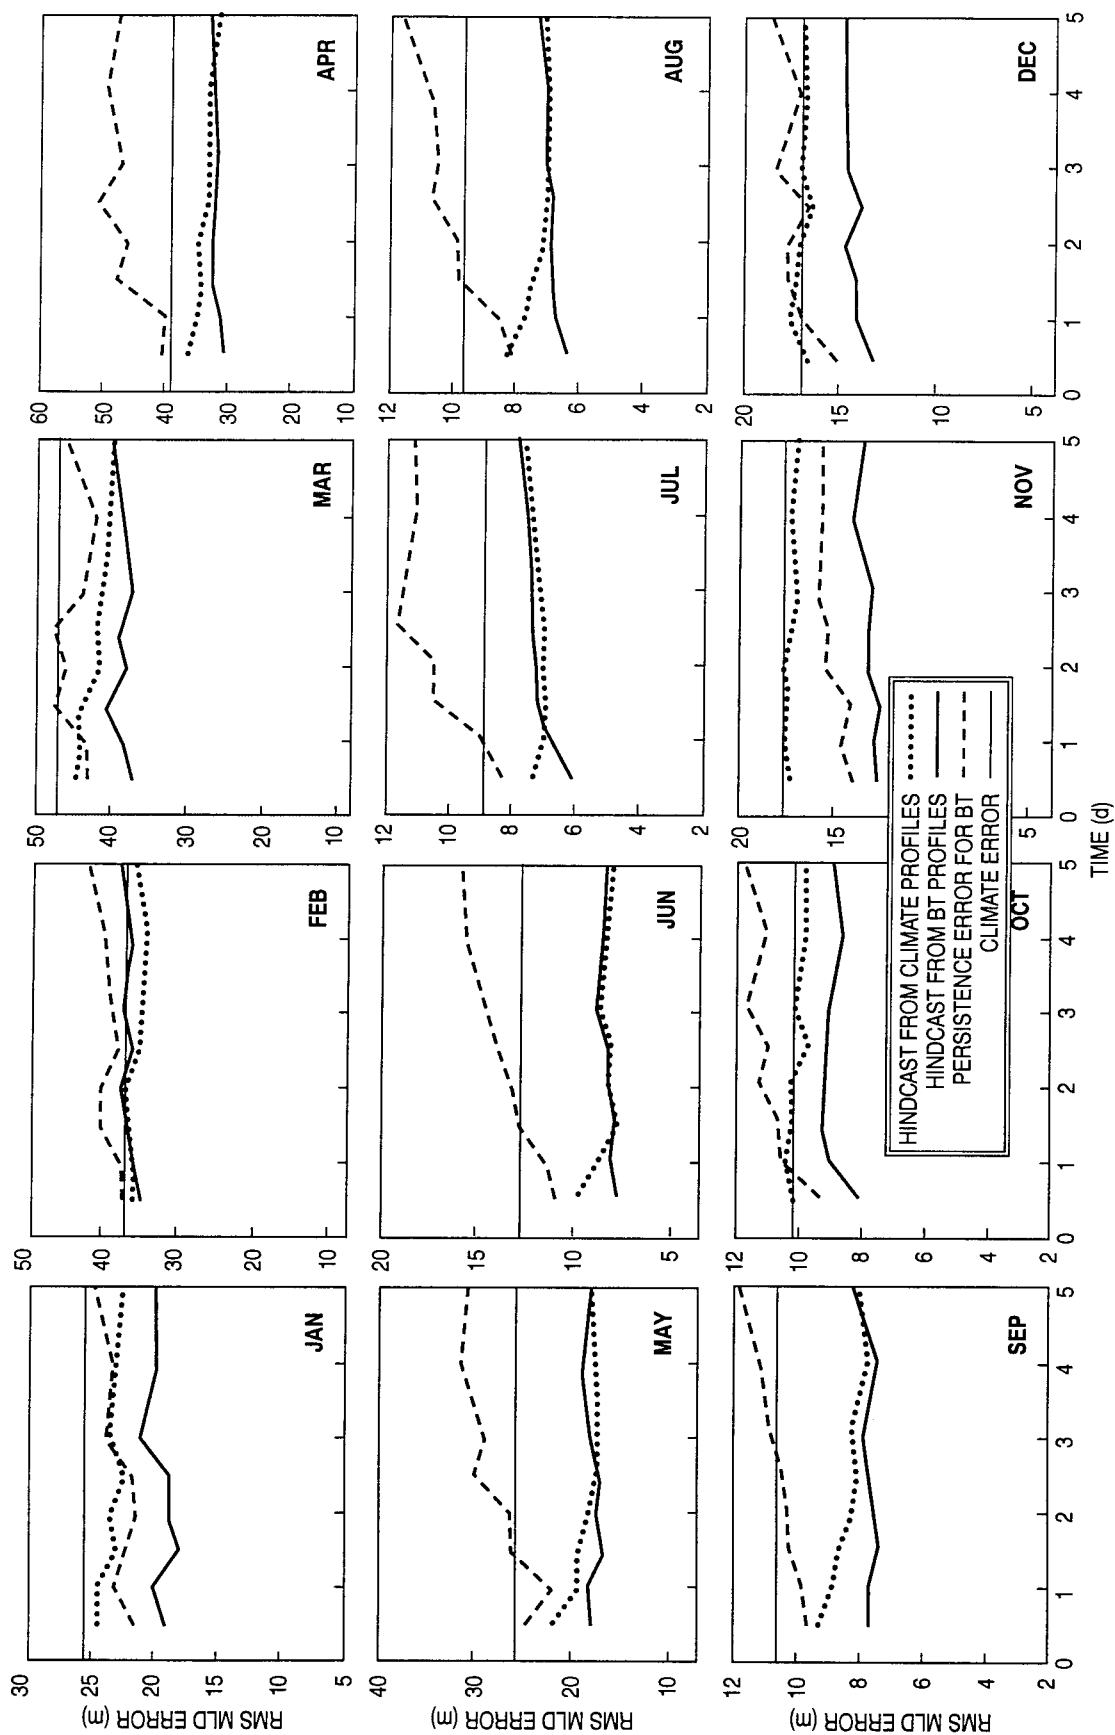 RMS MLD ERROR (m)
30
25
20
15
10
5
JAN
50
40
30
20
10
FEB
50
40
30
20
10
MAR
60
50
40
30
20
10
APR
RMS MLD ERROR (m)
40
30
20
10
MAY
20
15
10
5
JUN
12
10
8
6
4
2
JUL
12
10
8
6
4
2
AUG
RMS MLD ERROR (m)
12
10
8
6
4
2
0 1 2 3 4 5
SEP
12
10
8
6
4
2
0 1 2 3 4 5
OCT
20
15
5
0 1 2 3 4 5
NOV
20
15
10
5
0 1 2 3 4 5
DEC
HINDCAST FROM CLIMATE PROFILES
HINDCAST FROM BT PROFILES
PERSISTENCE ERROR FOR BT
CLIMATE ERROR
TIME (d)